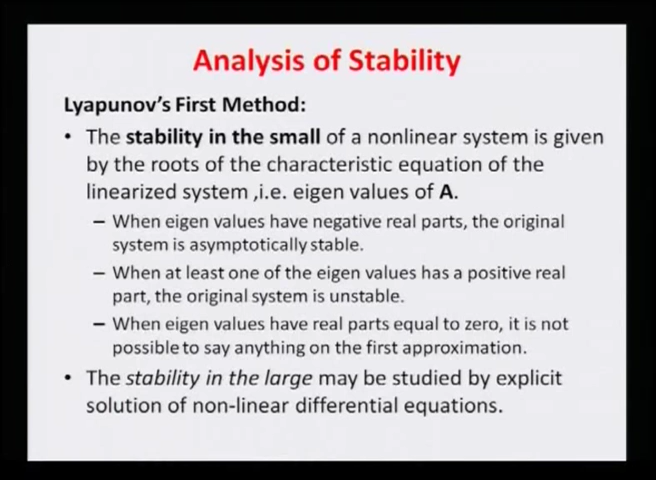 Analysis of Stability
Lyapunov's First Method:
• The stability in the small of a nonlinear system is given
by the roots of the characteristic equation of the
linearized system ,i.e. eigen values of A.
– When eigen values have negative real parts, the original
system is asymptotically stable.
– When at least one of the eigen values has a positive real
part, the original system is unstable.
– When eigen values have real parts equal to zero, it is not
possible to say anything on the first approximation.
• The stability in the large may be studied by explicit
solution of non-linear differential equations.